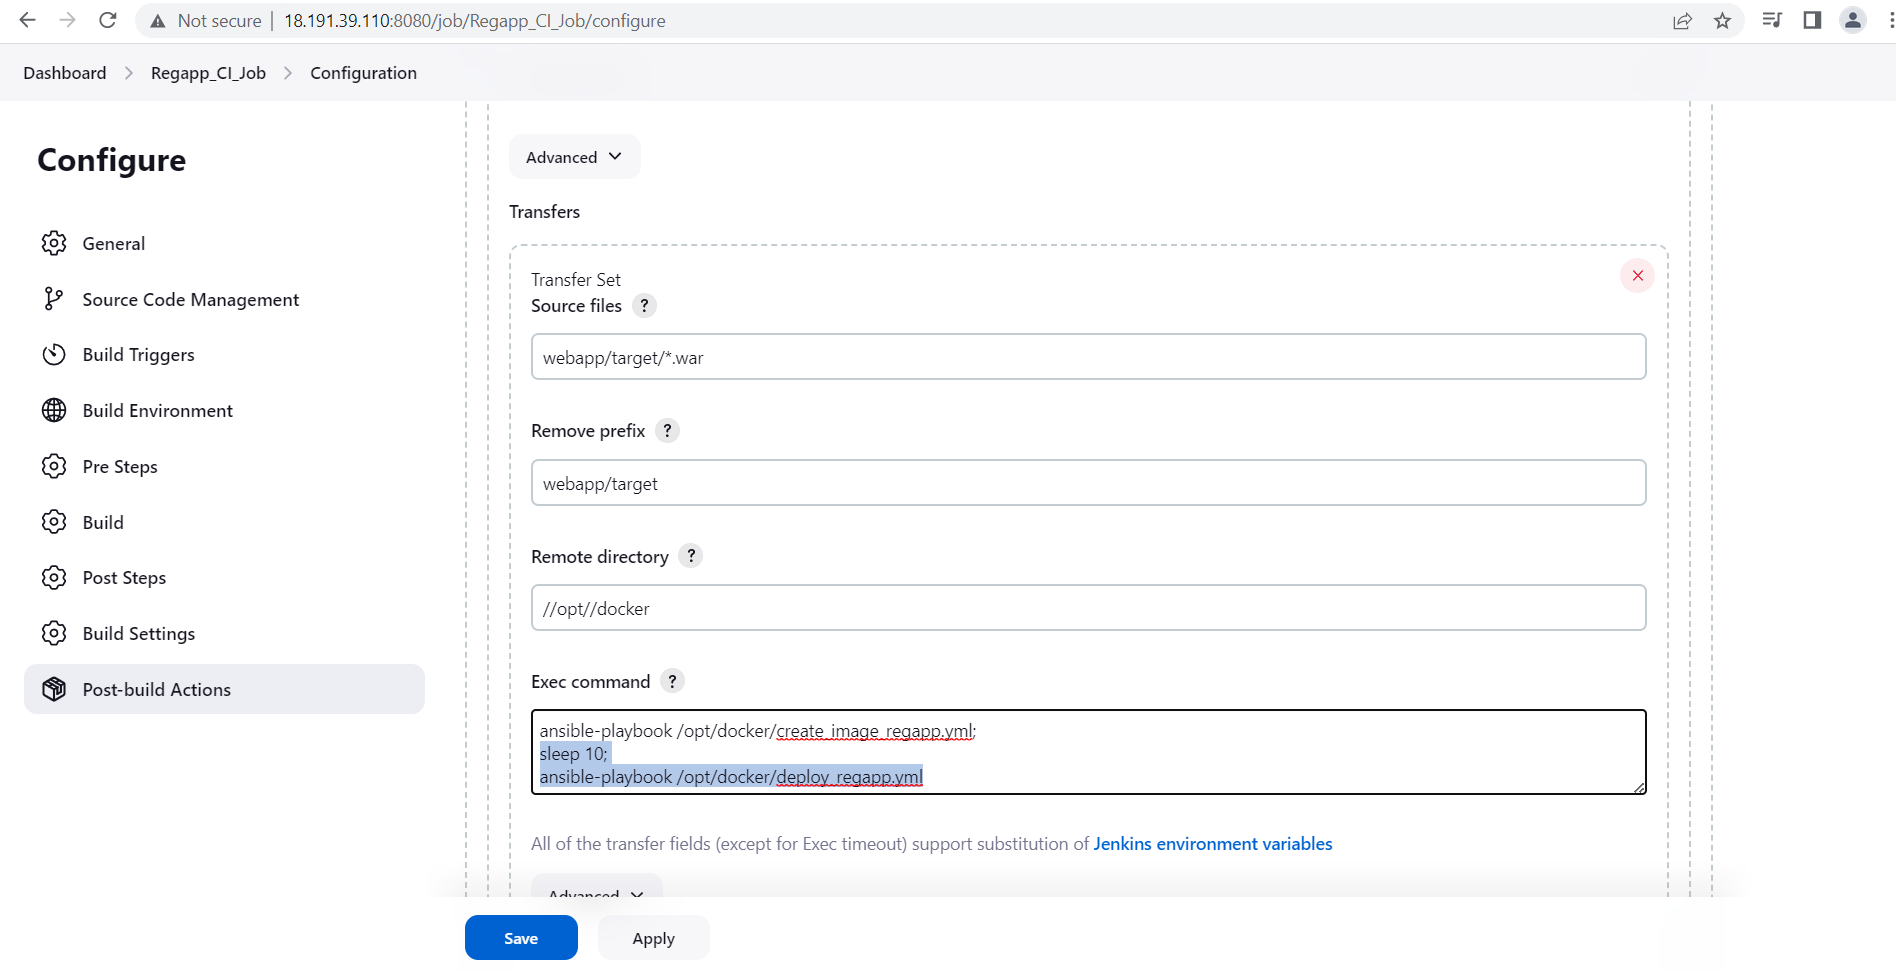 Not secure | 18.191.39.110:8080/job/Regapp_CI_Job/configure
Dashboard > Regapp_CI_Job > Configuration
Configure
General
Source Code Management
Build Triggers
Build Environment
Pre Steps
Build
Post Steps
Build Settings
Post-build Actions
Advanced
Transfers
Transfer Set
Source files ?
webapp/target/*.war
Remove prefix ?
webapp/target
Remote directory ?
//opt//docker
Exec command ?
ansible-playbook /opt/docker/create_image_regapp.yml;
sleep 10;
ansible-playbook /opt/docker/deploy_regapp.yml
All of the transfer fields (except for Exec timeout) support substitution of Jenkins environment variables
Advanced
Save
Apply